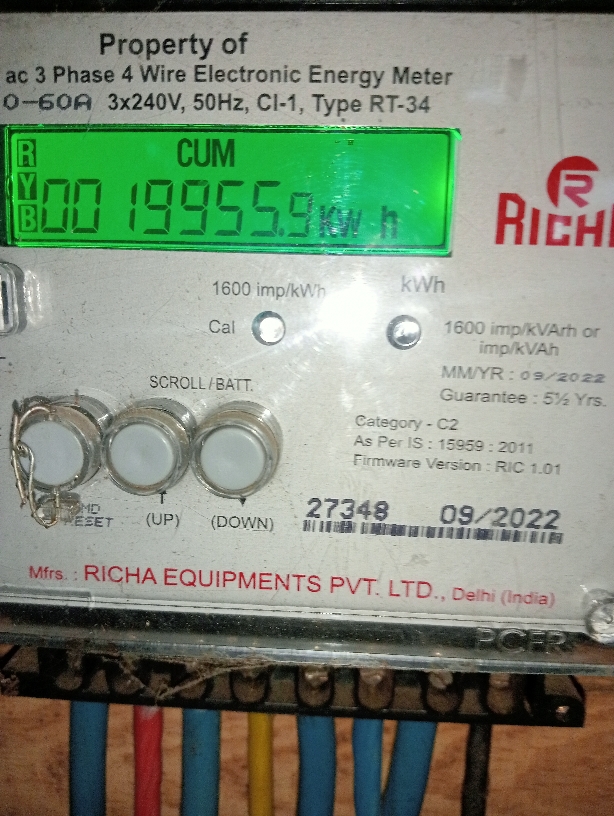 Property of
ac 3 Phase 4 Wire Electronic Energy Meter
0-60A 3x240V, 50Hz, Cl-1, Type RT-34
R
Y
B
CUM
0019955.9 kW h
R
RICH
1600 imp/kWh
kWh
Cal
1600 imp/kVArh or
imp/kVAh
MM/YR : 09/2022
Guarantee : 5½ Yrs.
SCROLL/BATT.
Category - C2
As Per IS : 15959 : 2011
Firmware Version : RIC 1.01
MD
RESET
(UP)
(DOWN)
27348 09/2022
Mfrs. : RICHA EQUIPMENTS PVT. LTD., Delhi (India)